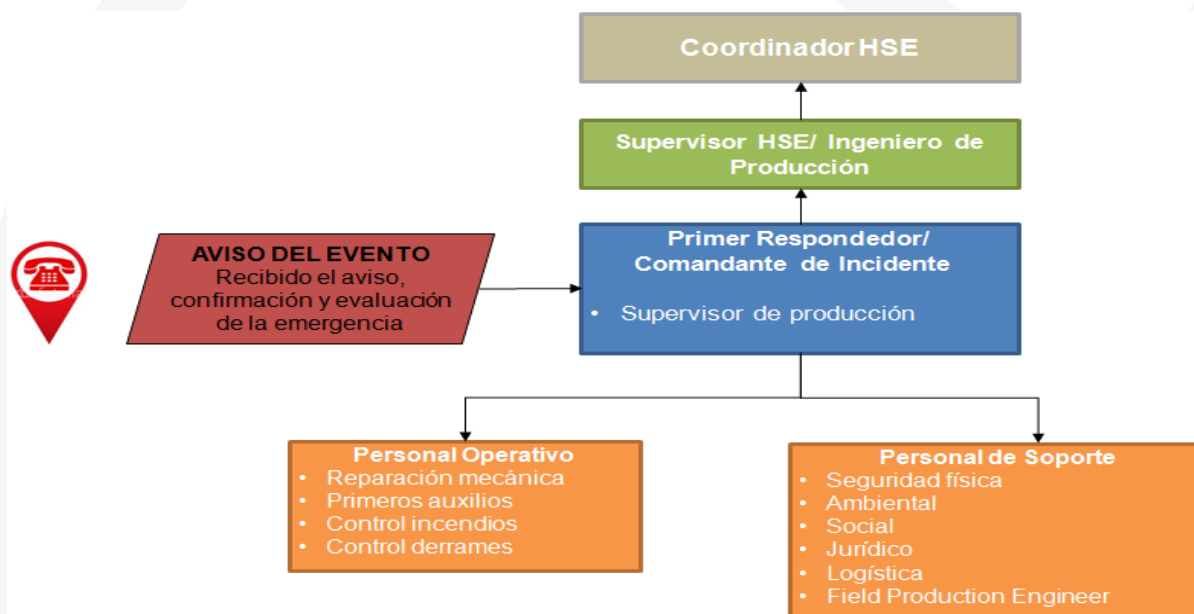 Coordinador HSE
Supervisor HSE/ Ingeniero de
Producción
AVISO DEL EVENTO
Recibido el aviso,
confirmación y evaluación
de la emergencia
Primer Respondedor/
Comandante de Incidente
• Supervisor de producción
Personal Operativo
• Reparación mecánica
• Primeros auxilios
• Control incendios
• Control derrames
Personal de Soporte
• Seguridad física
• Ambiental
• Social
• Jurídico
• Logística
• Field Production Engineer